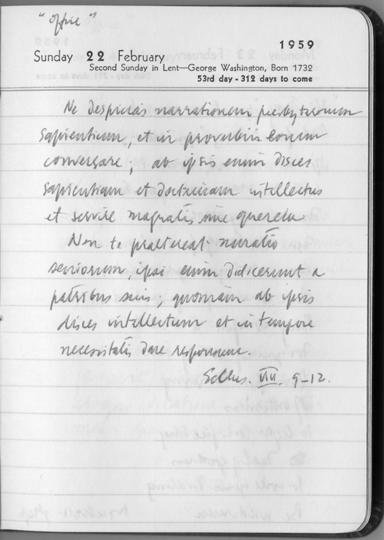 "Office"
1959
Sunday 22 February
Second Sunday in Lent—George Washington, Born 1732
53rd day - 312 days to come
Ne despicias narrationem presbyterorum
sapientium, et in proverbiis eorum
conversare; ab ipsis enim disces
sapientiam et doctrinam intellectus
et servire magnatis sine querela
Non te praetereat narratio
seniorum, ipsi enim didicerunt a
patribus suis; quoniam ab ipsis
disces intellectum et in tempore
necessitatis dare responsum.
Eccles. VIII. 9-12.